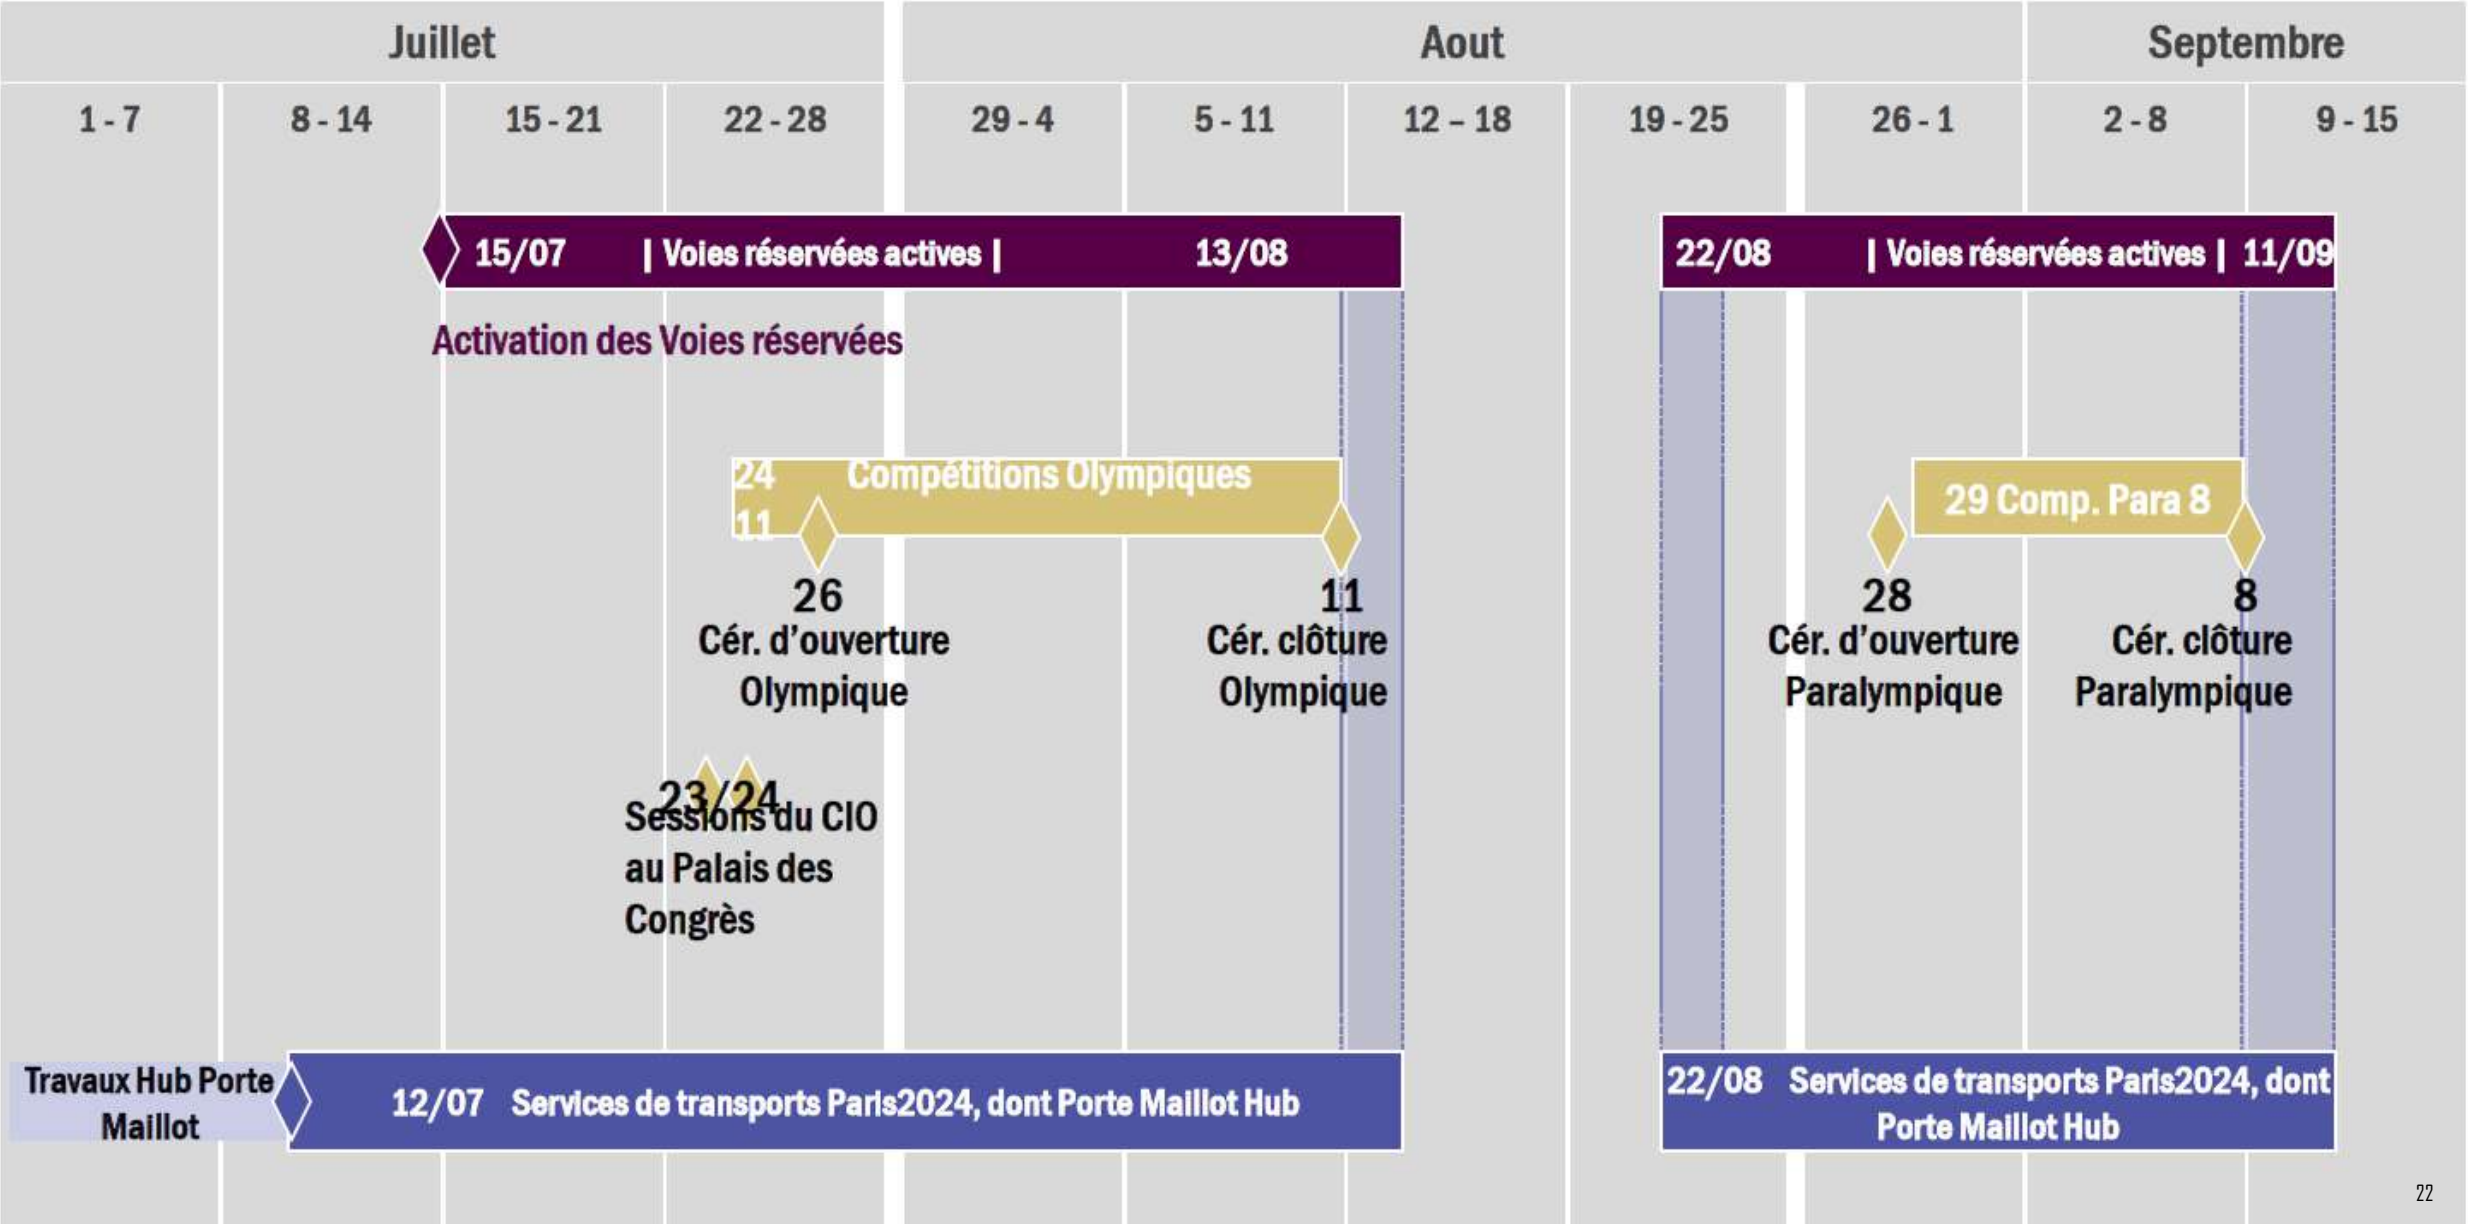 Juillet
Aout
Septembre
1 - 7
8 - 14
15 - 21
22 - 28
29 - 4
5 - 11
12 – 18
19 - 25
26 - 1
2 - 8
9 - 15
15/07 | Voies réservées actives | 13/08
22/08 | Voies réservées actives | 11/09
Activation des Voies réservées
24 Compétitions Olympiques
11
29 Comp. Para 8
26
Cér. d’ouverture
Olympique
11
Cér. clôture
Olympique
28
Cér. d’ouverture
Paralympique
8
Cér. clôture
Paralympique
23/24
Sessions du CIO
au Palais des
Congrès
Travaux Hub Porte
Maillot
12/07 Services de transports Paris2024, dont Porte Maillot Hub
22/08 Services de transports Paris2024, dont
Porte Maillot Hub
22